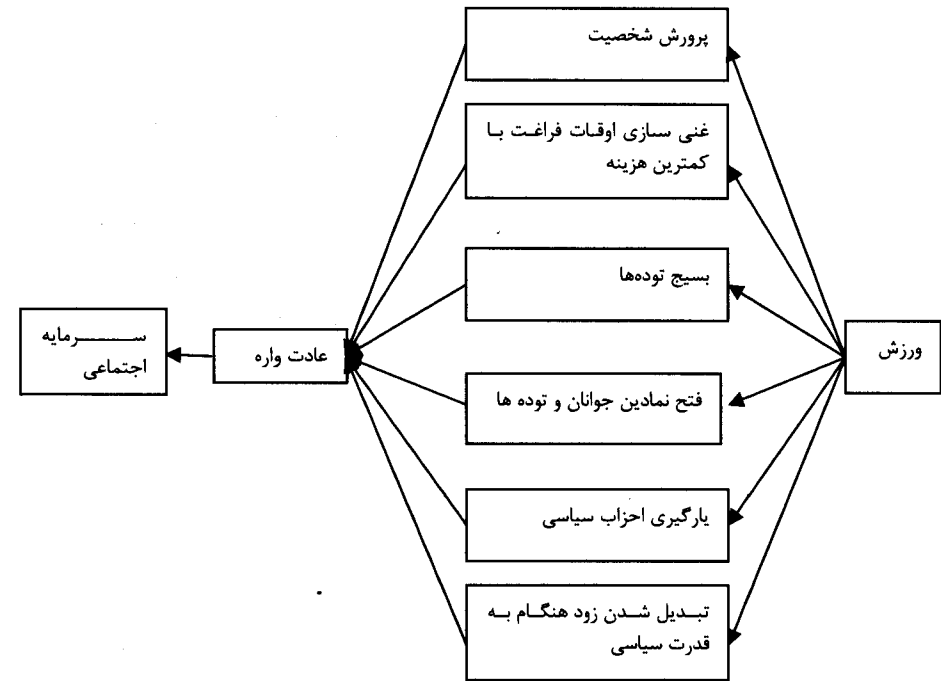 پرورش شخصیت
غنی سازی اوقات فراغت با
کمترین هزینه
بسیج توده‌ها
فتح نمادین جوانان و توده ها
یارگیری احزاب سیاسی
تبدیل شدن زود هنگام به
قدرت سیاسی
ورزش
عادت واره
سرمایه
اجتماعی